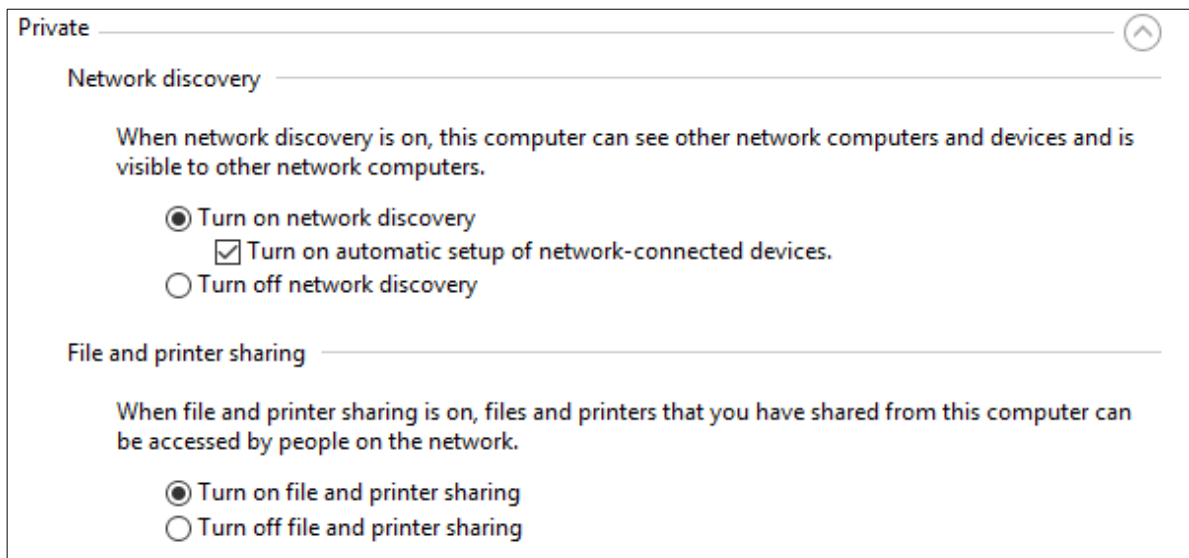 Private
Network discovery
When network discovery is on, this computer can see other network computers and devices and is
visible to other network computers.
Turn on network discovery
Turn on automatic setup of network-connected devices.
Turn off network discovery
File and printer sharing
When file and printer sharing is on, files and printers that you have shared from this computer can
be accessed by people on the network.
Turn on file and printer sharing
Turn off file and printer sharing